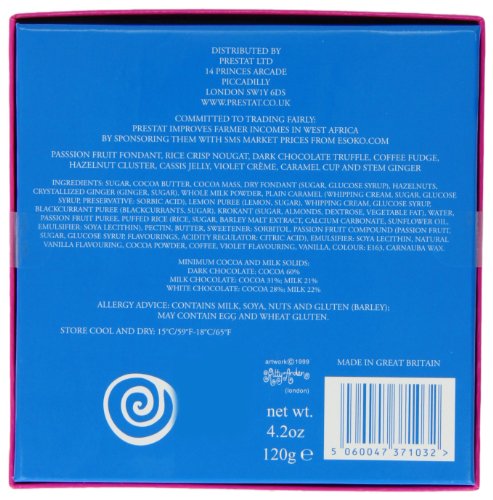 DISTRIBUTED BY
PRESTAT LTD
14 PRINCES ARCADE
PICCADILLY
LONDON SW1Y 6DS
WWW.PRESTAT.CO.UK
COMMITTED TO TRADING FAIRLY:
PRESTAT IMPROVES FARMER INCOMES IN WEST AFRICA
BY SPONSORING THEM WITH SMS MARKET PRICES FROM ESOKO.COM
PASSSION FRUIT FONDANT, RICE CRISP NOUGAT, DARK CHOCOLATE TRUFFLE, COFFEE FUDGE,
HAZELNUT CLUSTER, CASSIS JELLY, VIOLET CRÈME, CARAMEL CUP AND STEM GINGER
INGREDIENTS: SUGAR, COCOA BUTTER, COCOA MASS, DRY FONDANT (SUGAR, GLUCOSE SYRUP), HAZELNUTS,
CRYSTALLIZED GINGER (GINGER, SUGAR), WHOLE MILK POWDER, PLAIN CARAMEL (WHIPPING CREAM, SUGAR, GLUCOSE
SYRUP, PRESERVATIVE: SORBIC ACID), LEMON PUREE (LEMON, SUGAR), WHIPPING CREAM, GLUCOSE SYRUP,
BLACKCURRANT PUREE (BLACKCURRANTS, SUGAR), KROKANT (SUGAR, ALMONDS, DEXTROSE, VEGETABLE FAT), WATER,
PASSION FRUIT PUREE, PUFFED RICE (RICE, SUGAR, BARLEY MALT EXTRACT, CALCIUM CARBONATE, SUNFLOWER OIL,
EMULSIFIER: SOYA LECITHIN), PECTIN, BUTTER, SWEETENER: SORBITOL, PASSION FRUIT COMPOUND (PASSION FRUIT,
SUGAR, GLUCOSE SYRUP, FLAVOURINGS, ACIDITY REGULATOR: CITRIC ACID), EMULSIFIER: SOYA LECITHIN, NATURAL
VANILLA FLAVOURING, COCOA POWDER, COFFEE, VIOLET FLAVOURING, VANILLA, COLOUR: E163, CARNAUBA WAX.
MINIMUM COCOA AND MILK SOLIDS:
DARK CHOCOLATE: COCOA 60%
MILK CHOCOLATE: COCOA 31%; MILK 21%
WHITE CHOCOLATE: COCOA 28%; MILK 22%
ALLERGY ADVICE: CONTAINS MILK, SOYA, NUTS AND GLUTEN (BARLEY);
MAY CONTAIN EGG AND WHEAT GLUTEN.
STORE COOL AND DRY: 15°C/59°F-18°C/65°F
artwork©1999
(london)
net wt.
4.2oz
120g e
MADE IN GREAT BRITAIN
5 060047 371032 >